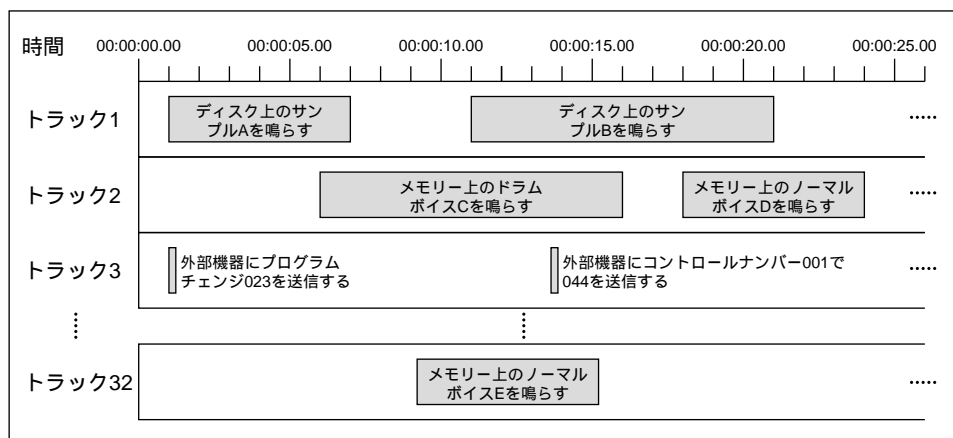 時間 00:00:00.00 00:00:05.00 00:00:10.00 00:00:15.00 00:00:20.00 00:00:25.00
トラック1
ディスク上のサン
プルAを鳴らす
ディスク上のサン
プルBを鳴らす
.....
トラック2
メモリー上のドラム
ボイスCを鳴らす
メモリー上のノーマル
ボイスDを鳴らす
.....
トラック3
外部機器にプログラム
チェンジ023を送信する
外部機器にコントロールナンバー001で
044を送信する
.....
トラック32
メモリー上のノーマル
ボイスEを鳴らす
.....